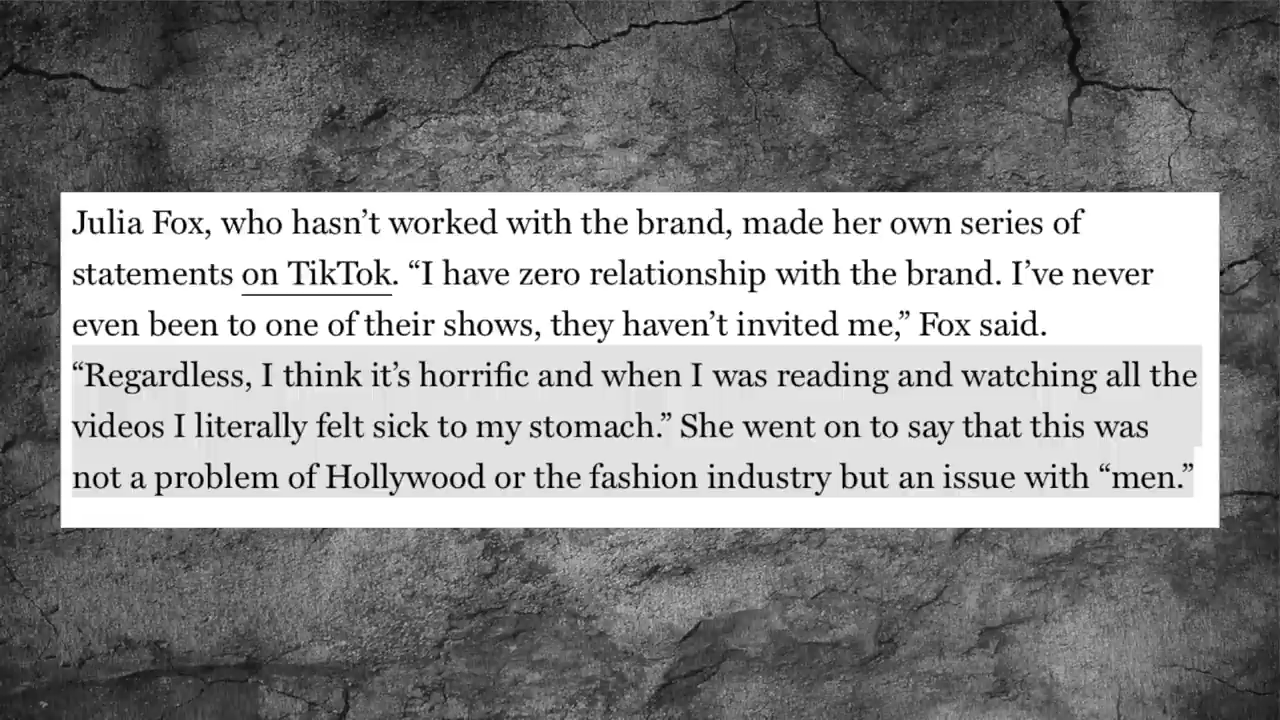 Julia Fox, who hasn’t worked with the brand, made her own series of
statements on TikTok. “I have zero relationship with the brand. I’ve never
even been to one of their shows, they haven’t invited me,” Fox said.
“Regardless, I think it’s horrific and when I was reading and watching all the
videos I literally felt sick to my stomach.” She went on to say that this was
not a problem of Hollywood or the fashion industry but an issue with “men.”